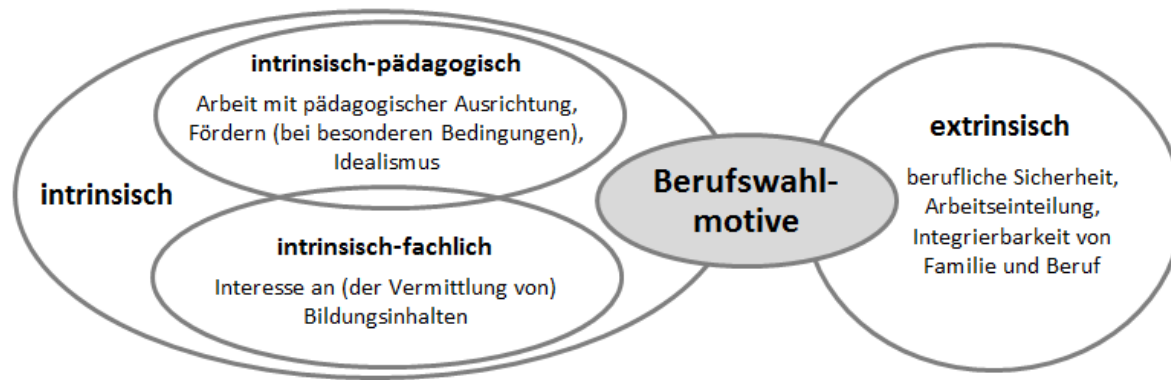 intrinsisch
intrinsisch-pädagogisch
Arbeit mit pädagogischer Ausrichtung,
Fördern (bei besonderen Bedingungen),
Idealismus
intrinsisch-fachlich
Interesse an (der Vermittlung von)
Bildungsinhalten
Berufswahl-
motive
extrinsisch
berufliche Sicherheit,
Arbeitseinteilung,
Integrierbarkeit von
Familie und Beruf